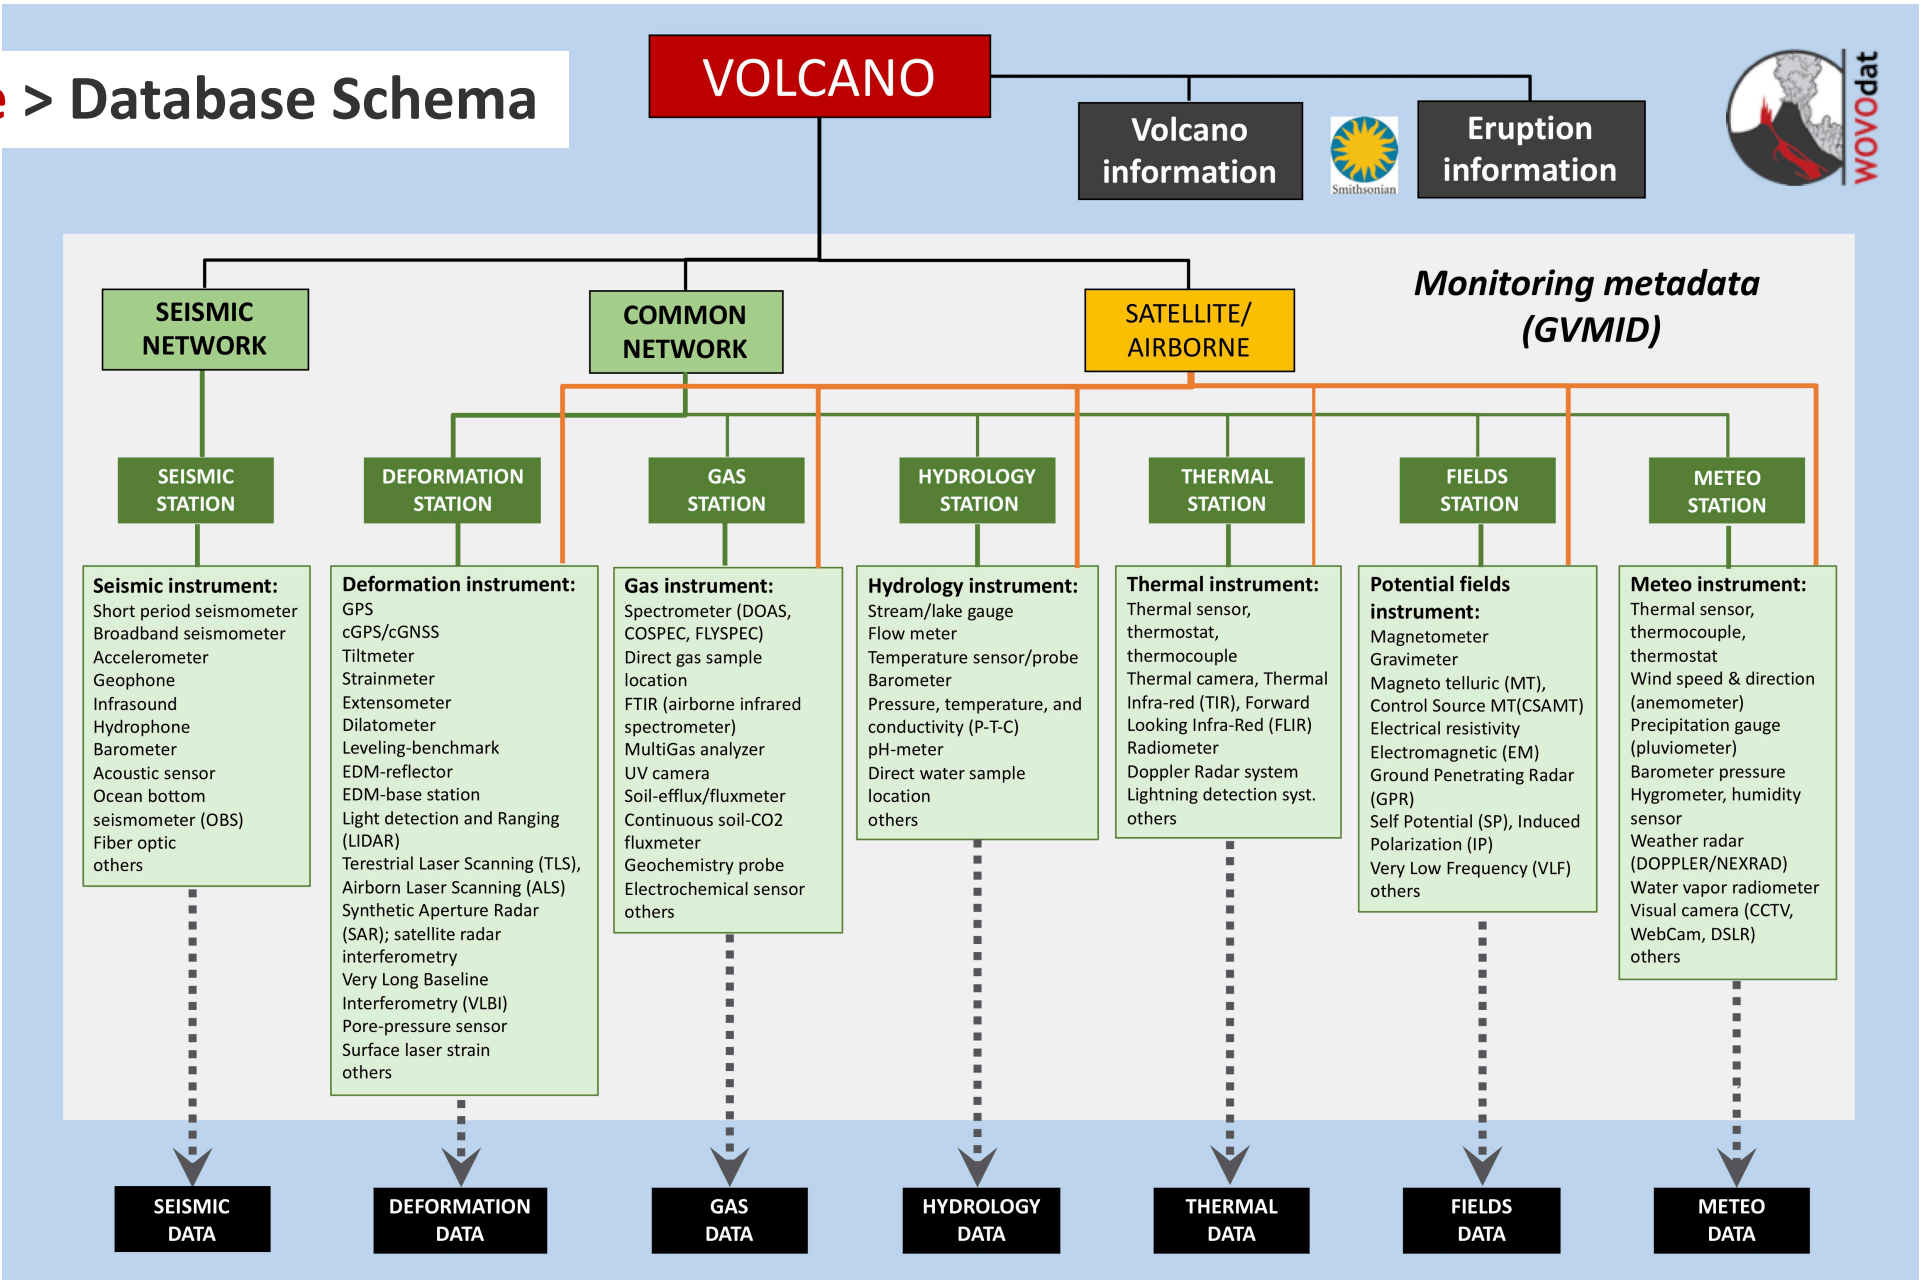 e > Database Schema
VOLCANO
Volcano
information
Smithsonian
Eruption
information
WOVOdat
Monitoring metadata
(GVMID)
SEISMIC
NETWORK
COMMON
NETWORK
SATELLITE/
AIRBORNE
SEISMIC
STATION
DEFORMATION
STATION
GAS
STATION
HYDROLOGY
STATION
THERMAL
STATION
FIELDS
STATION
METEO
STATION
Seismic instrument:
Short period seismometer
Broadband seismometer
Accelerometer
Geophone
Infrasound
Hydrophone
Barometer
Acoustic sensor
Ocean bottom
seismometer (OBS)
Fiber optic
others
Deformation instrument:
GPS
cGPS/cGNSS
Tiltmeter
Strainmeter
Extensometer
Dilatometer
Leveling-benchmark
EDM-reflector
EDM-base station
Light detection and Ranging
(LIDAR)
Terestrial Laser Scanning (TLS),
Airborn Laser Scanning (ALS)
Synthetic Aperture Radar
(SAR); satellite radar
interferometry
Very Long Baseline
Interferometry (VLBI)
Pore-pressure sensor
Surface laser strain
others
Gas instrument:
Spectrometer (DOAS,
COSPEC, FLYSPEC)
Direct gas sample
location
FTIR (airborne infrared
spectrometer)
MultiGas analyzer
UV camera
Soil-efflux/fluxmeter
Continuous soil-CO2
fluxmeter
Geochemistry probe
Electrochemical sensor
others
Hydrology instrument:
Stream/lake gauge
Flow meter
Temperature sensor/probe
Barometer
Pressure, temperature, and
conductivity (P-T-C)
pH-meter
Direct water sample
location
others
Thermal instrument:
Thermal sensor,
thermostat,
thermocouple
Thermal camera, Thermal
Infra-red (TIR), Forward
Looking Infra-Red (FLIR)
Radiometer
Doppler Radar system
Lightning detection syst.
others
Potential fields
instrument:
Magnetometer
Gravimeter
Magneto telluric (MT),
Control Source MT(CSAMT)
Electrical resistivity
Electromagnetic (EM)
Ground Penetrating Radar
(GPR)
Self Potential (SP), Induced
Polarization (IP)
Very Low Frequency (VLF)
others
Meteo instrument:
Thermal sensor,
thermocouple,
thermostat
Wind speed & direction
(anemometer)
Precipitation gauge
(pluviometer)
Barometer pressure
Hygrometer, humidity
sensor
Weather radar
(DOPPLER/NEXRAD)
Water vapor radiometer
Visual camera (CCTV,
WebCam, DSLR)
others
SEISMIC
DATA
DEFORMATION
DATA
GAS
DATA
HYDROLOGY
DATA
THERMAL
DATA
FIELDS
DATA
METEO
DATA